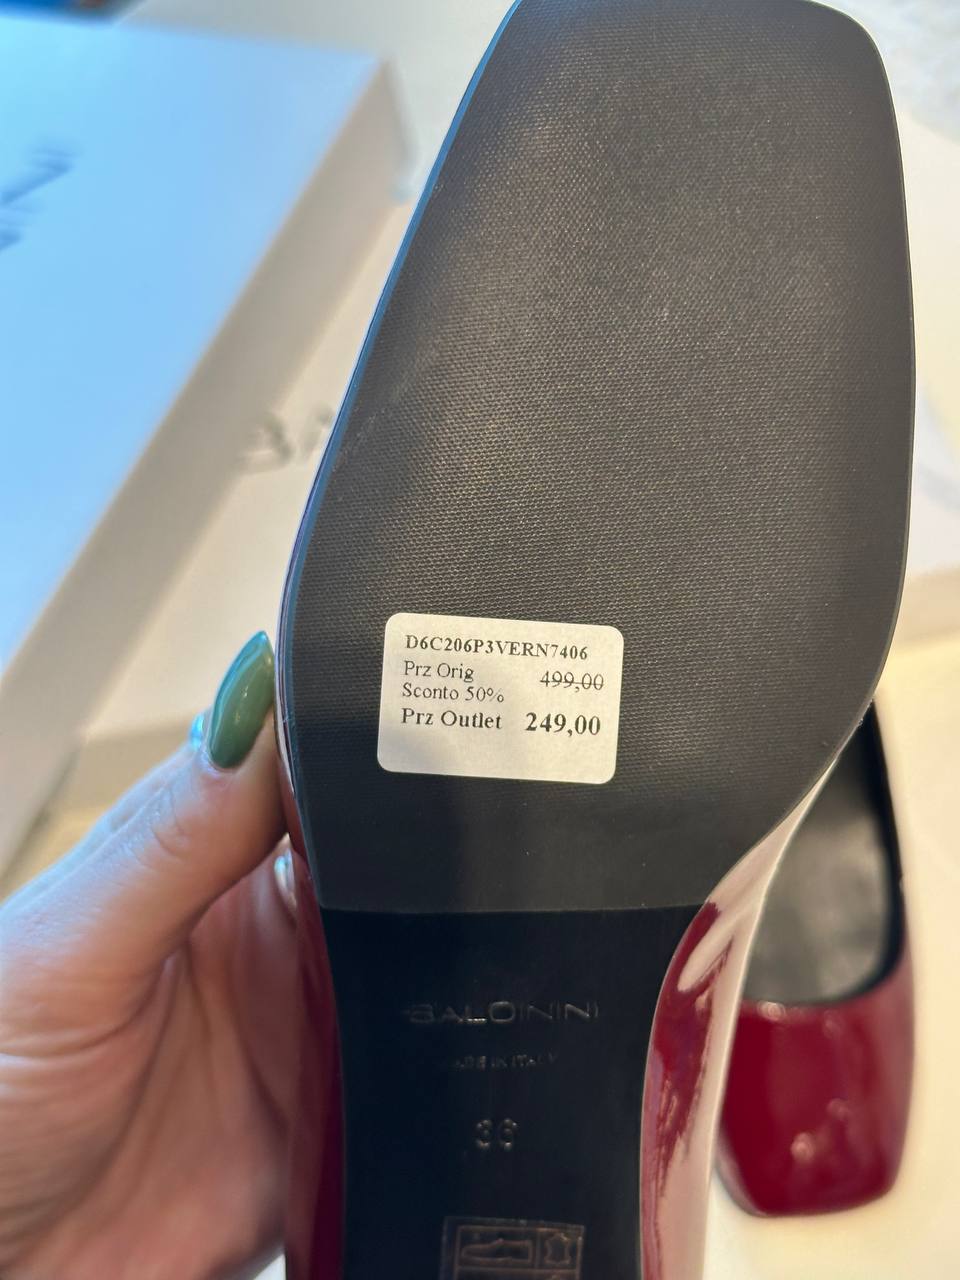 D6C206P3VERN7406
Prz Orig 499,00
Sconto 50%
Prz Outlet 249,00
BALDININI
MADE IN ITALY
36